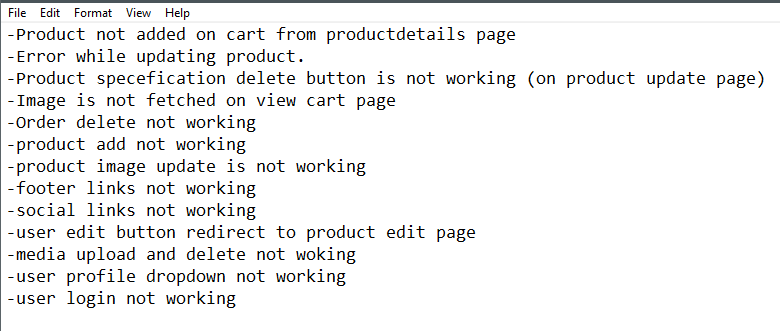 File Edit Format View Help
-Product not added on cart from productdetails page
-Error while updating product.
-Product specefication delete button is not working (on product update page)
-Image is not fetched on view cart page
-Order delete not working
-product add not working
-product image update is not working
-footer links not working
-social links not working
-user edit button redirect to product edit page
-media upload and delete not woking
-user profile dropdown not working
-user login not working